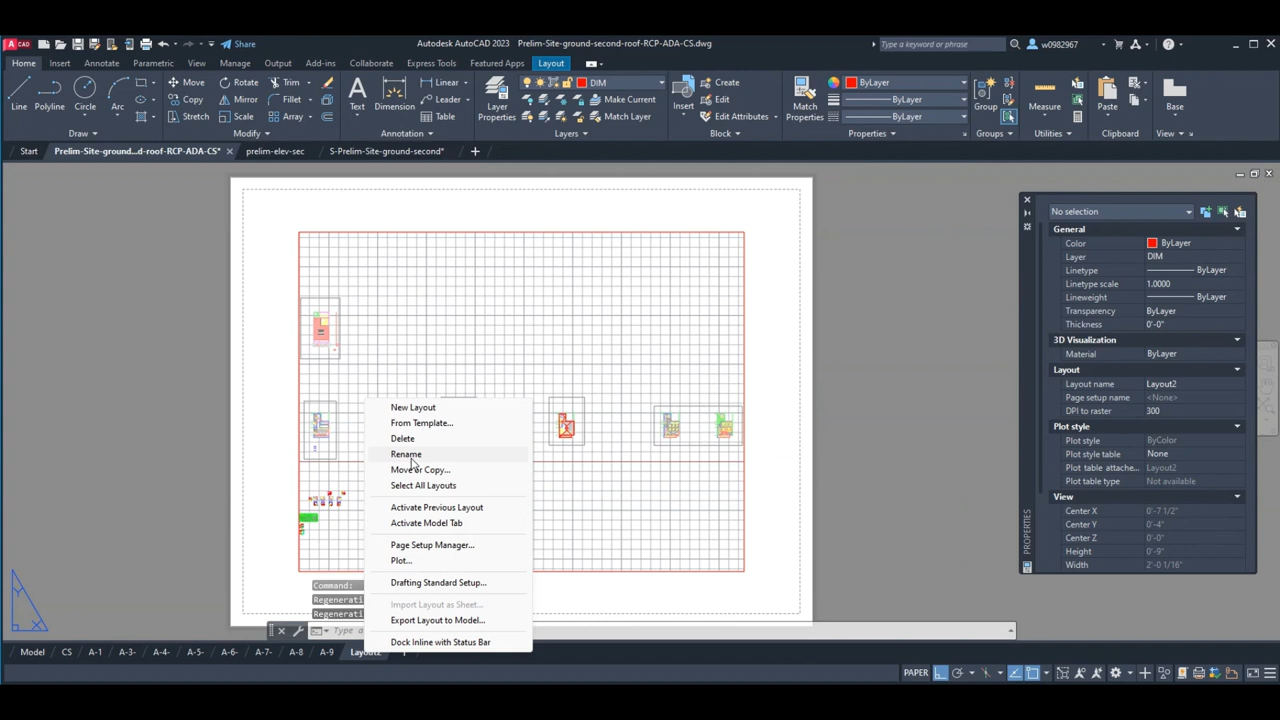 Share
Autodesk AutoCAD 2023 Prelim-Site-ground-second-roof-RCP-ADA-CS.dwg
Type a keyword or phrase
w0982967
Home Insert Annotate Parametric View Manage Output Add-ins Collaborate Express Tools Featured Apps Layout
Line Polyline Circle Arc
Move Rotate Trim
Copy Mirror Fillet
Stretch Scale Array
Text Dimension
Linear
Leader
Table
Layer Properties
DIM
Make Current
Match Layer
Insert
Create
Edit
Edit Attributes
Match Properties
ByLayer
ByLayer
ByLayer
Group
Measure
Paste
Base
Draw Modify Annotation Layers Block Properties Groups Utilities Clipboard View
Start Prelim-Site-ground...d-roof-RCP-ADA-CS* prelim-elev-sec S-Prelim-Site-ground-second*
New Layout
From Template...
Delete
Rename
Move or Copy...
Select All Layouts
Activate Previous Layout
Activate Model Tab
Page Setup Manager...
Plot...
Drafting Standard Setup...
Import Layout as Sheet...
Export Layout to Model...
Dock Inline with Status Bar
Command:
Regenerati
Regenerati
Type a
Y
X
No selection
General
Color ByLayer
Layer DIM
Linetype ByLayer
Linetype scale 1.0000
Lineweight ByLayer
Transparency ByLayer
Thickness 0'-0"
3D Visualization
Material ByLayer
Layout
Layout name Layout2
Page setup name <None>
DPI to raster 300
Plot style
Plot style ByColor
Plot style table None
Plot table attache... Layout2
Plot table type Not available
View
Center X 0'-7 1/2"
Center Y 0'-4"
Center Z 0'-0"
Height 0'-9"
Width 2'-0 1/16"
PROPERTIES
Model CS A-1 A-3- A-4- A-5- A-6- A-7- A-8 A-9 Layout2
PAPER